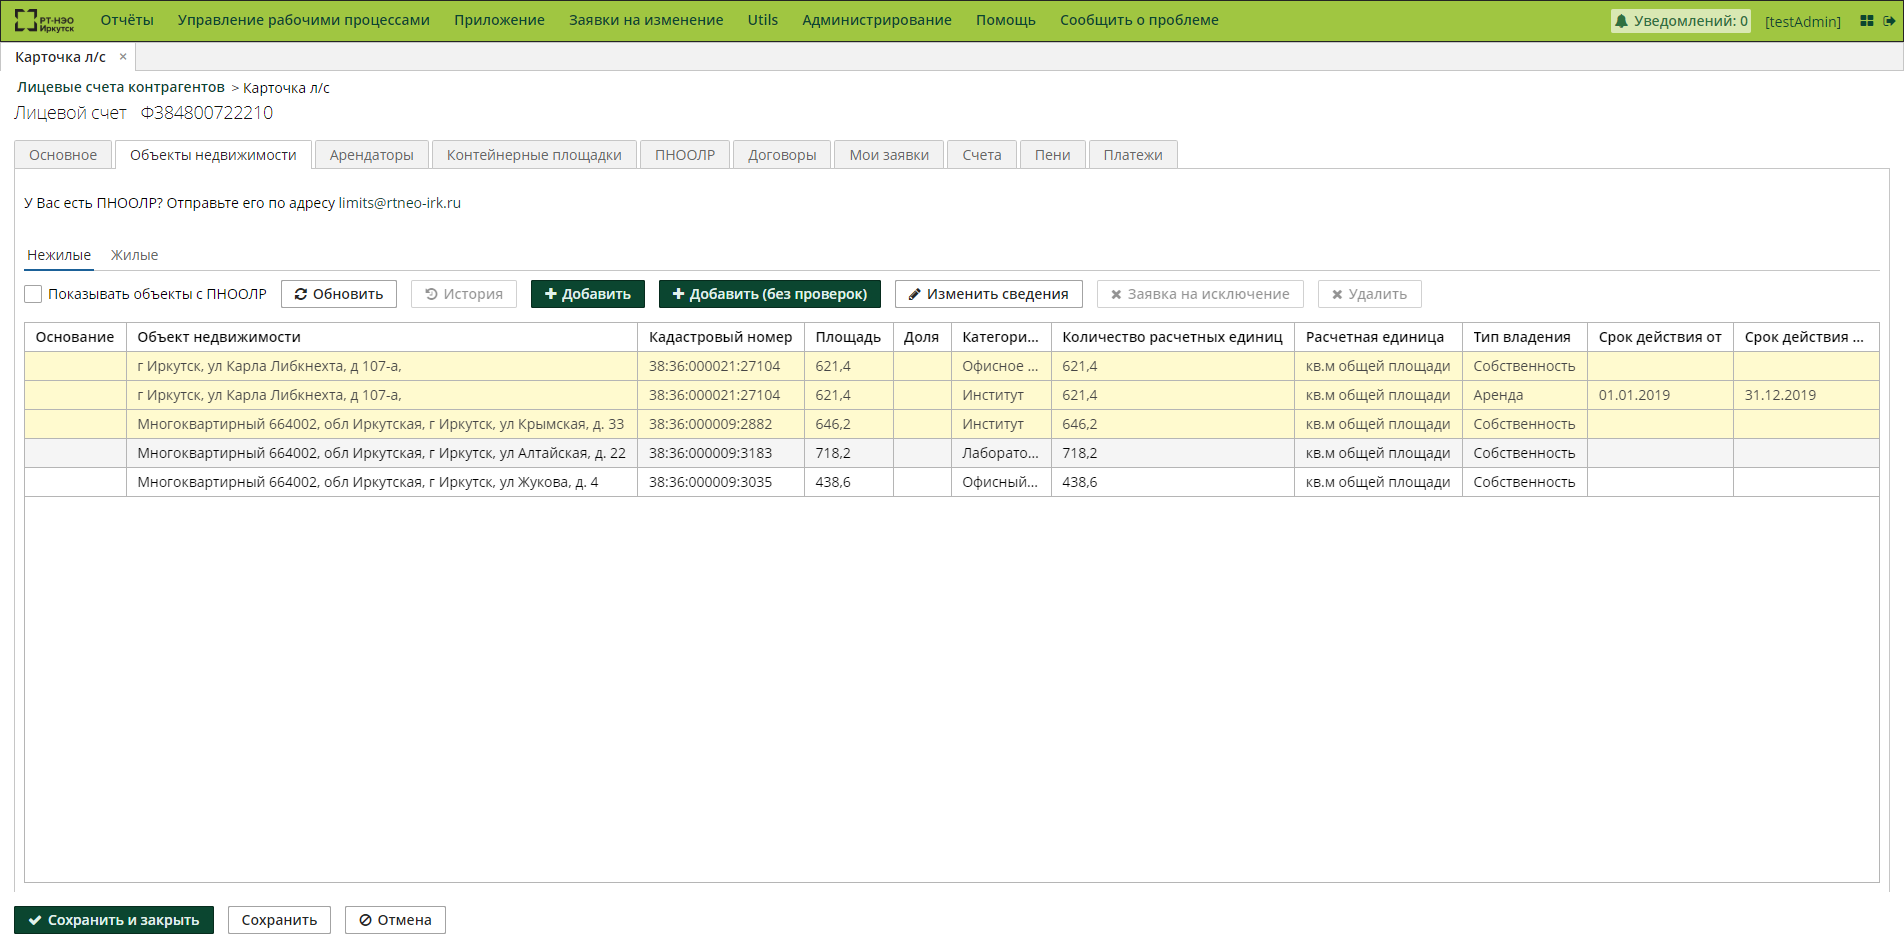 РТ-НЭО Иркутск Отчёты Управление рабочими процессами Приложение Заявки на изменение Utils Администрирование Помощь Сообщить о проблеме Уведомлений: 0 [testAdmin]
Карточка л/с ×
Лицевые счета контрагентов > Карточка л/с
Лицевой счет Ф384800722210
Основное Объекты недвижимости Арендаторы Контейнерные площадки ПНООЛР Договоры Мои заявки Счета Пени Платежи
У Вас есть ПНООЛР? Отправьте его по адресу limits@rtneo-irk.ru
Нежилые Жилые
Показывать объекты с ПНООЛР Обновить История Добавить Добавить (без проверок) Изменить сведения Заявка на исключение Удалить
Основание Объект недвижимости Кадастровый номер Площадь Доля Категори... Количество расчетных единиц Расчетная единица Тип владения Срок действия от Срок действия ...
г Иркутск, ул Карла Либкнехта, д 107-а, 38:36:000021:27104 621,4 Офисное ... 621,4 кв.м общей площади Собственность
г Иркутск, ул Карла Либкнехта, д 107-а, 38:36:000021:27104 621,4 Институт 621,4 кв.м общей площади Аренда 01.01.2019 31.12.2019
Многоквартирный 664002, обл Иркутская, г Иркутск, ул Крымская, д. 33 38:36:000009:2882 646,2 Институт 646,2 кв.м общей площади Собственность
Многоквартирный 664002, обл Иркутская, г Иркутск, ул Алтайская, д. 22 38:36:000009:3183 718,2 Лаборато... 718,2 кв.м общей площади Собственность
Многоквартирный 664002, обл Иркутская, г Иркутск, ул Жукова, д. 4 38:36:000009:3035 438,6 Офисный... 438,6 кв.м общей площади Собственность
Сохранить и закрыть Сохранить Отмена